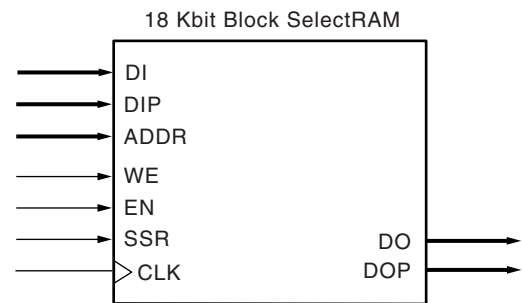 18 Kbit Block SelectRAM
DI
DIP
ADDR
WE
EN
SSR
CLK
DO
DOP